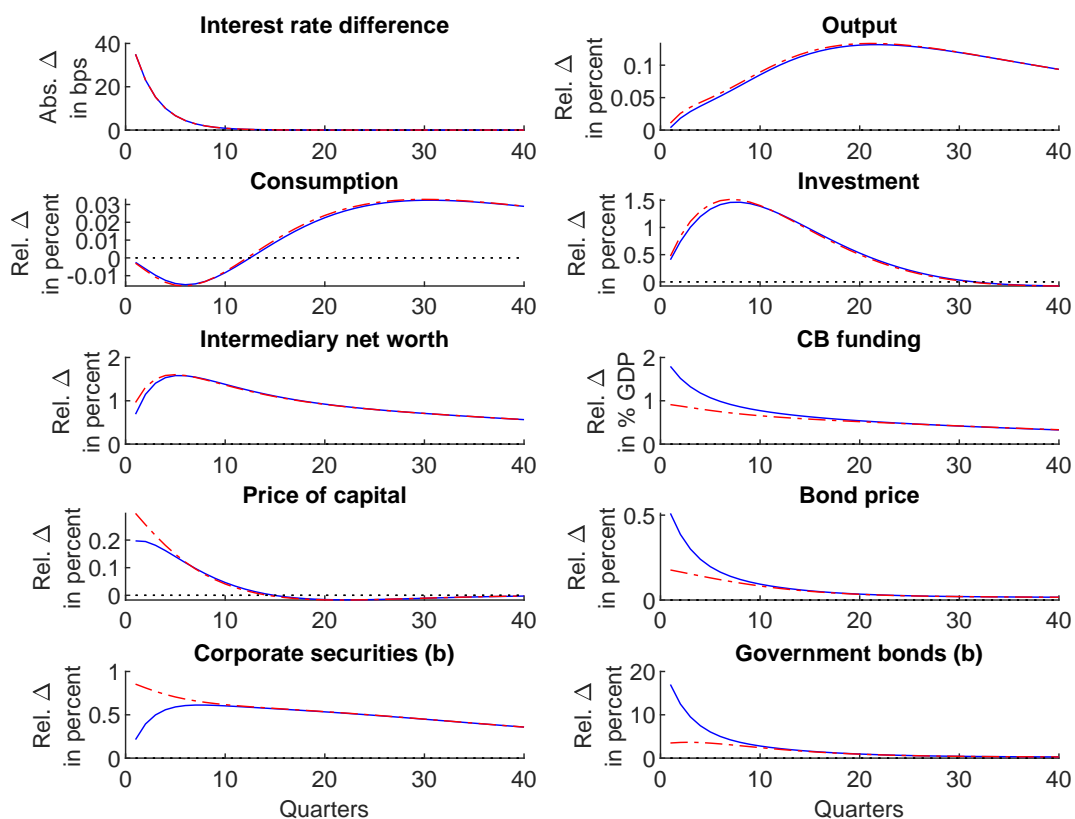 Interest rate difference
Abs. Δ
in bps
40
20
0
0 10 20 30 40
Output
Rel. Δ
in percent
0.1
0.05
0
0 10 20 30 40
Consumption
Rel. Δ
in percent
0.03
0.01
0
-0.01
0 10 20 30 40
Investment
Rel. Δ
in percent
1.5
1
0.5
0
0 10 20 30 40
Intermediary net worth
Rel. Δ
in percent
2
1
0
0 10 20 30 40
CB funding
Rel. Δ
in % GDP
2
1
0
0 10 20 30 40
Price of capital
Rel. Δ
in percent
0.2
0.1
0
0 10 20 30 40
Bond price
Rel. Δ
in percent
0.5
0
0 10 20 30 40
Corporate securities (b)
Rel. Δ
in percent
1
0.5
0
0 10 20 30 40
Quarters
Government bonds (b)
Rel. Δ
in percent
20
10
0
0 10 20 30 40
Quarters